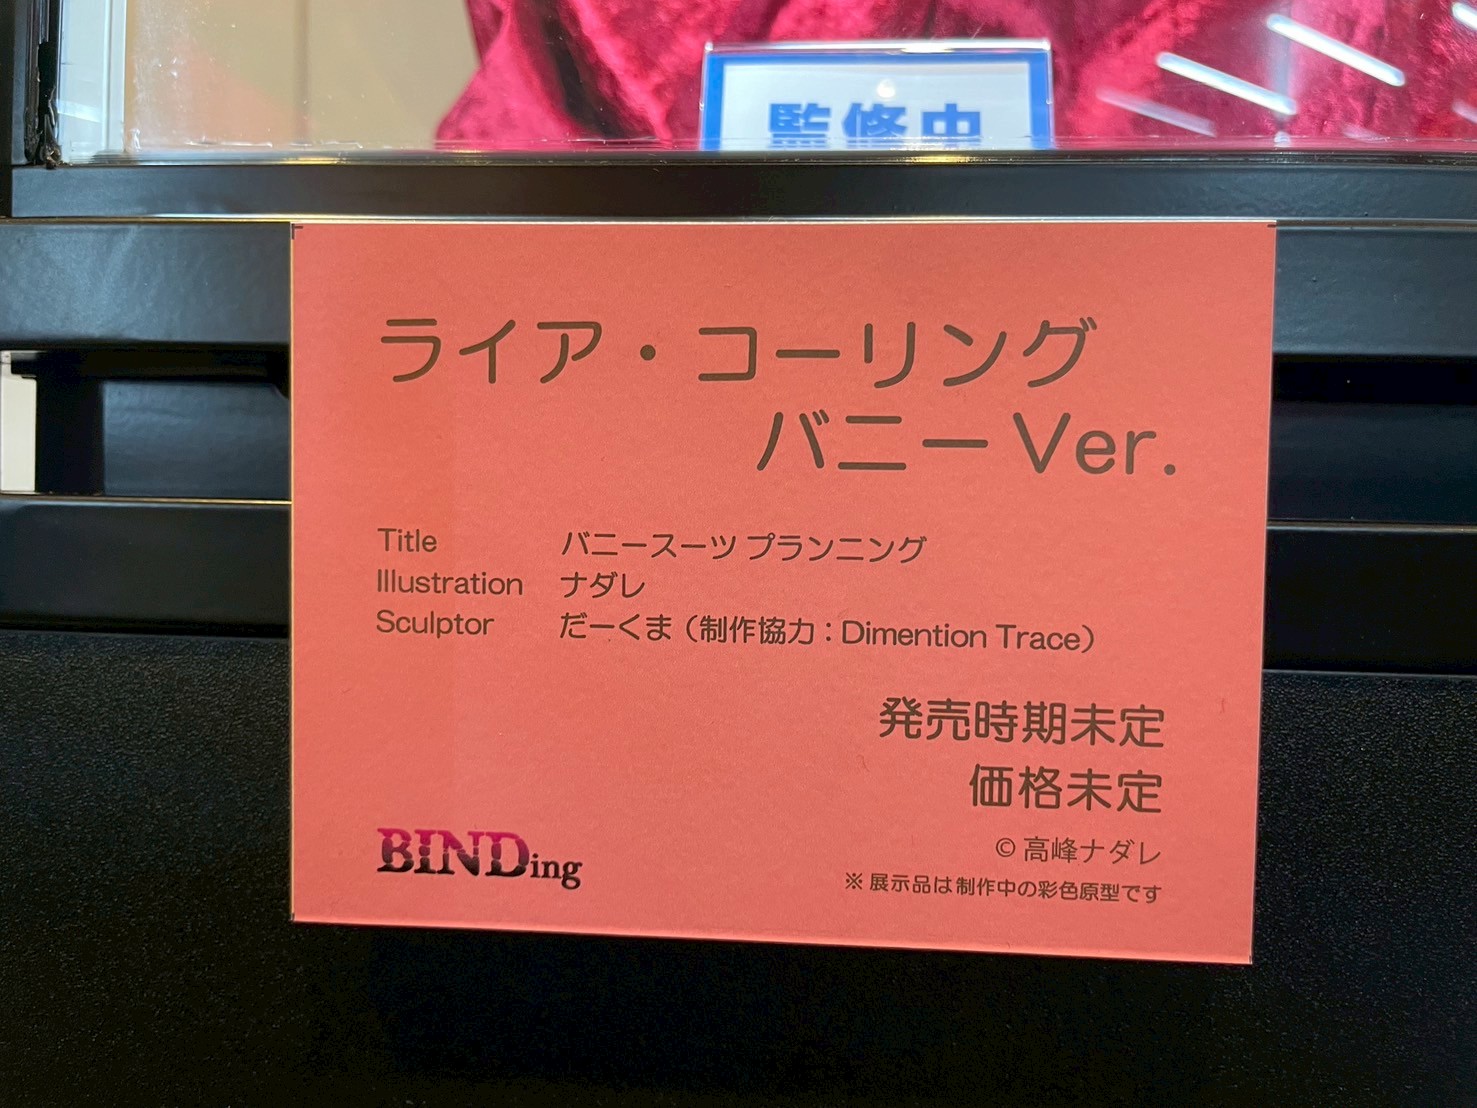 監修中
ライア・コーリング
バニーVer.
Title バニースーツ プランニング
Illustration ナダレ
Sculptor だーくま（制作協力：Dimention Trace）
発売時期未定
価格未定
BINDing
© 高峰ナダレ
※ 展示品は制作中の彩色原型です